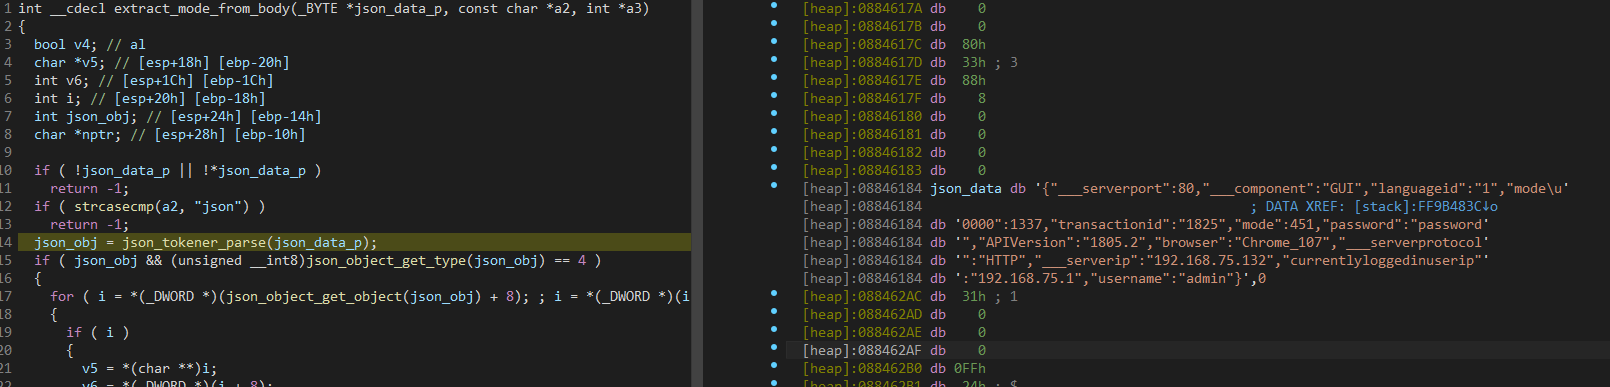 1 int __cdecl extract_mode_from_body(_BYTE *json_data_p, const char *a2, int *a3)
2 {
3 bool v4; // al
4 char *v5; // [esp+18h] [ebp-20h]
5 int v6; // [esp+1Ch] [ebp-1Ch]
6 int i; // [esp+20h] [ebp-18h]
7 int json_obj; // [esp+24h] [ebp-14h]
8 char *nptr; // [esp+28h] [ebp-10h]
9
10 if ( !json_data_p || !*json_data_p )
11 return -1;
12 if ( strcasecmp(a2, "json") )
13 return -1;
14 json_obj = json_tokener_parse(json_data_p);
15 if ( json_obj && (unsigned __int8)json_object_get_type(json_obj) == 4 )
16 {
17 for ( i = *(_DWORD *)(json_object_get_object(json_obj) + 8); ; i = *(_DWORD *)(i
18 {
19 if ( i )
20 {
21 v5 = *(char **)i;
22 v6 = *(_DWORD *)(i + 8);
[heap]:0884617A db 0
[heap]:0884617B db 0
[heap]:0884617C db 80h
[heap]:0884617D db 33h ; 3
[heap]:0884617E db 88h
[heap]:0884617F db 8
[heap]:08846180 db 0
[heap]:08846181 db 0
[heap]:08846182 db 0
[heap]:08846183 db 0
[heap]:08846184 json_data db '{"___serverport":80,"___component":"GUI","languageid":"1","mode\u'
[heap]:08846184 ; DATA XREF: [stack]:FF9B483C↓o
[heap]:08846184 db '0000":1337,"transactionid":"1825","mode":451,"password":"password'
[heap]:08846184 db '","APIVersion":"1805.2","browser":"Chrome_107","___serverprotocol'
[heap]:08846184 db '":"HTTP","___serverip":"192.168.75.132","currentlyloggedinuserip"'
[heap]:08846184 db ':"192.168.75.1","username":"admin"}',0
[heap]:088462AC db 31h ; 1
[heap]:088462AD db 0
[heap]:088462AE db 0
[heap]:088462AF db 0
[heap]:088462B0 db 0FFh
[heap]:088462B1 db 24h ; $